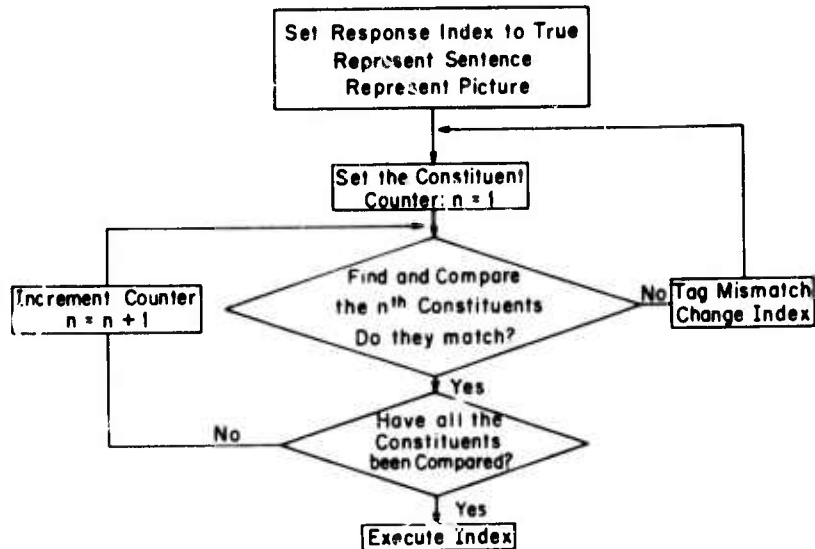 Set Response Index to True
Represent Sentence
Represent Picture
Set the Constituent
Counter: n = 1
Find and Compare
the nth Constituents
Do they match?
No
Tag Mismatch
Change Index
Increment Counter
n = n + 1
Yes
Have all the
Constituents
been Compared?
No
Yes
Execute Index